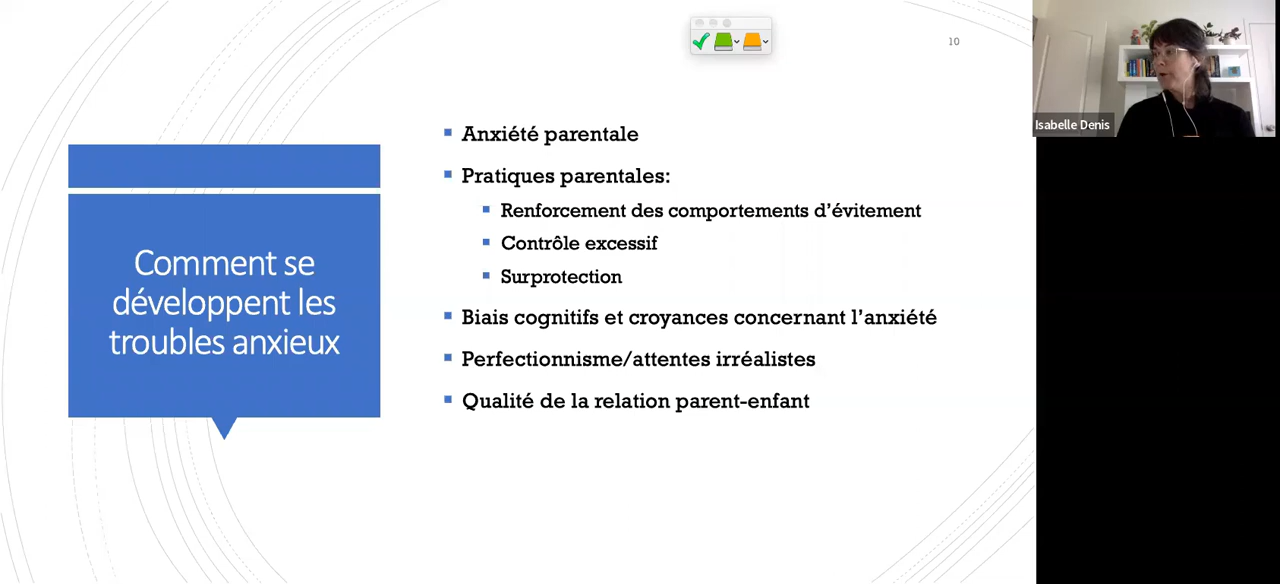 10
Isabelle Denis
Comment se
développent les
troubles anxieux
Anxiété parentale
Pratiques parentales:
Renforcement des comportements d’évitement
Contrôle excessif
Surprotection
Biais cognitifs et croyances concernant l’anxiété
Perfectionnisme/attentes irréalistes
Qualité de la relation parent-enfant